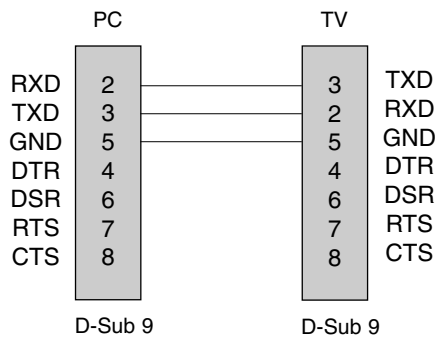 PC TV
RXD 2 3 TXD
TXD 3 2 RXD
GND 5 5 GND
DTR 4 4 DTR
DSR 6 6 DSR
RTS 7 7 RTS
CTS 8 8 CTS
D-Sub 9 D-Sub 9